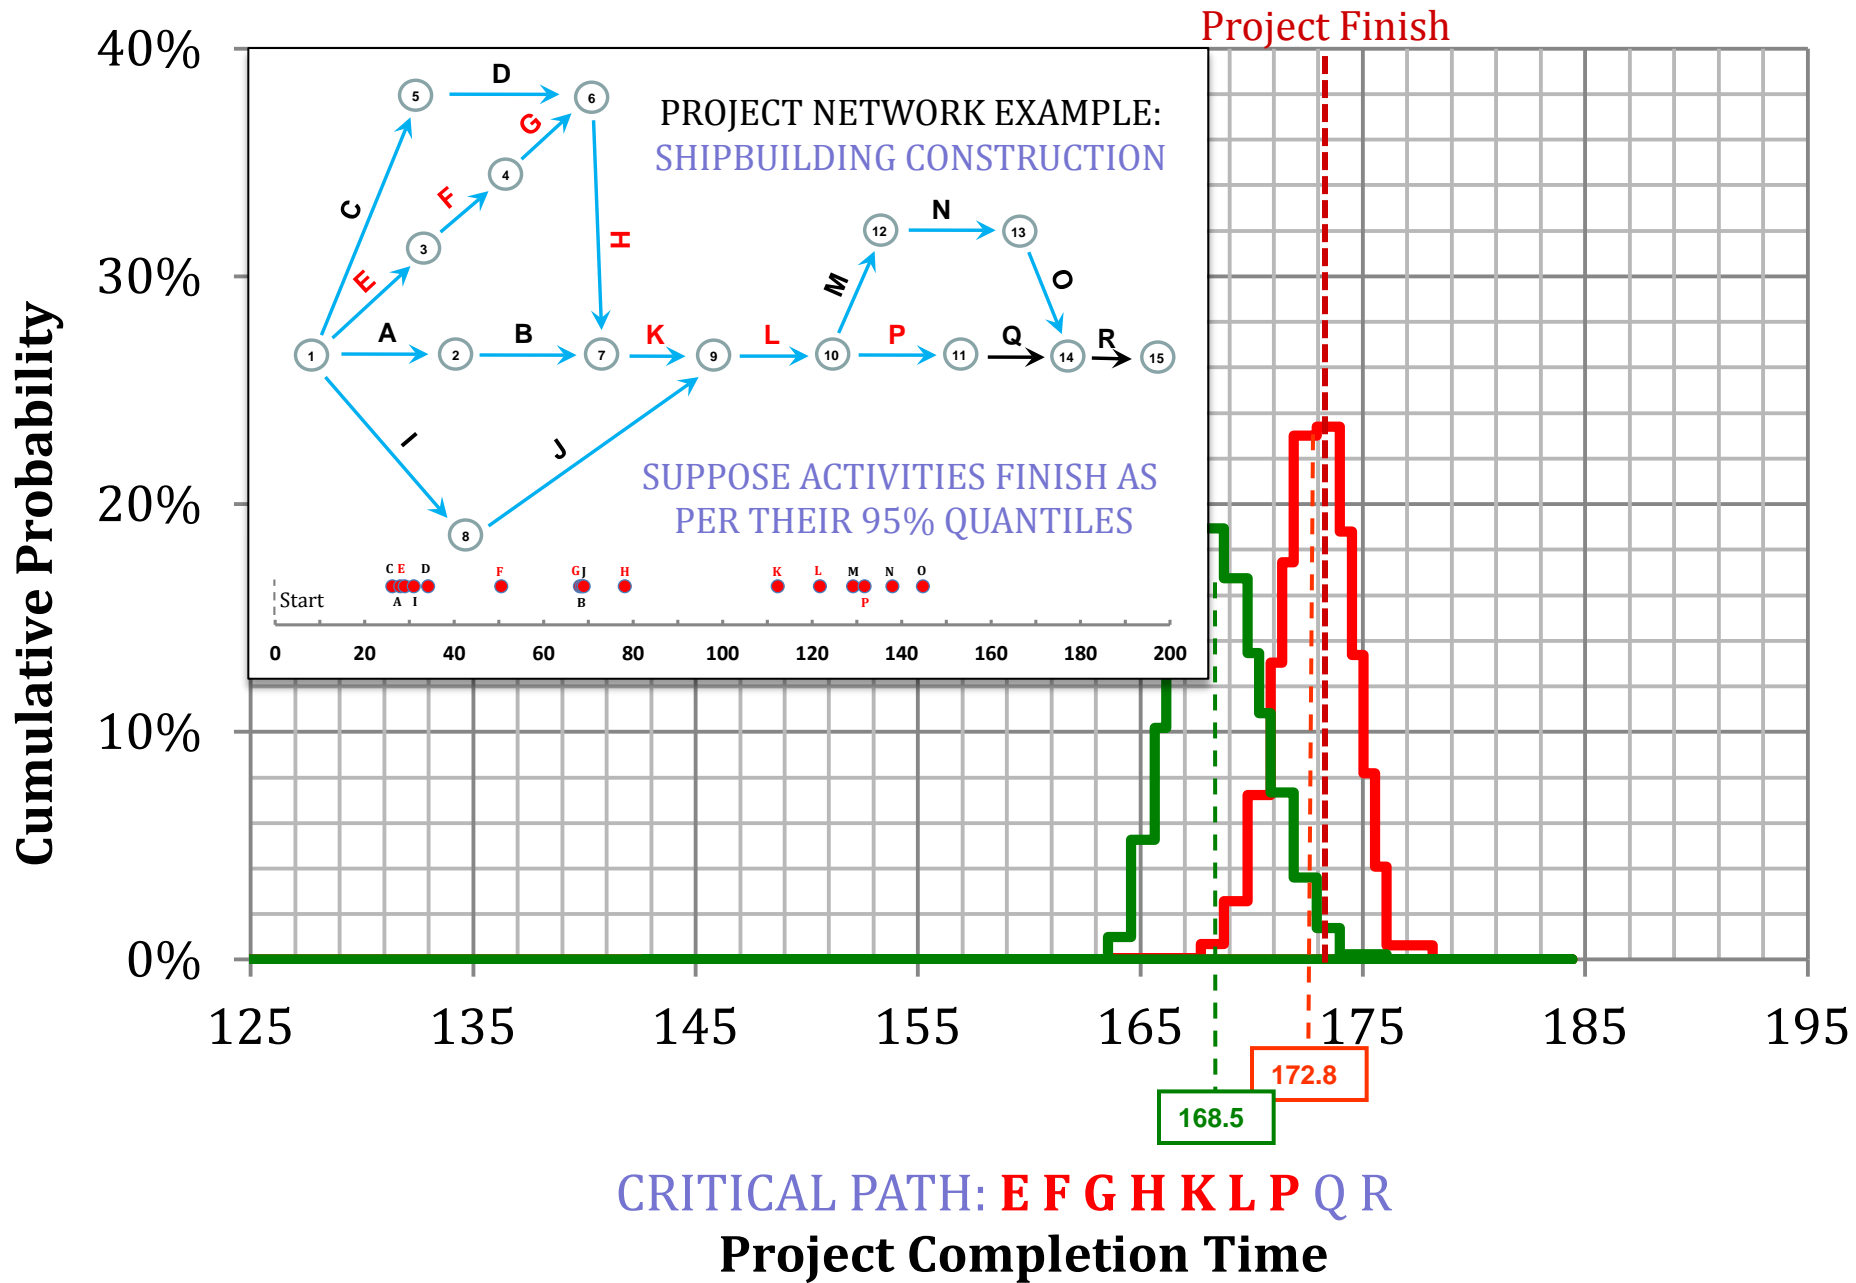 Project Finish
40%
30%
20%
10%
0%
Cumulative Probability
PROJECT NETWORK EXAMPLE:
SHIPBUILDING CONSTRUCTION
5 D 6
G
4
F
C
3
E
H
12 N 13
M O
1 A 2 B 7 K 9 L 10 P 11 Q 14 R 15
I
J
8
SUPPOSE ACTIVITIES FINISH AS
PER THEIR 95% QUANTILES
C E D F G J H K L M N O
Start A I B P
0 20 40 60 80 100 120 140 160 180 200
125 135 145 155 165 175 185 195
172.8
168.5
CRITICAL PATH: E F G H K L P Q R
Project Completion Time